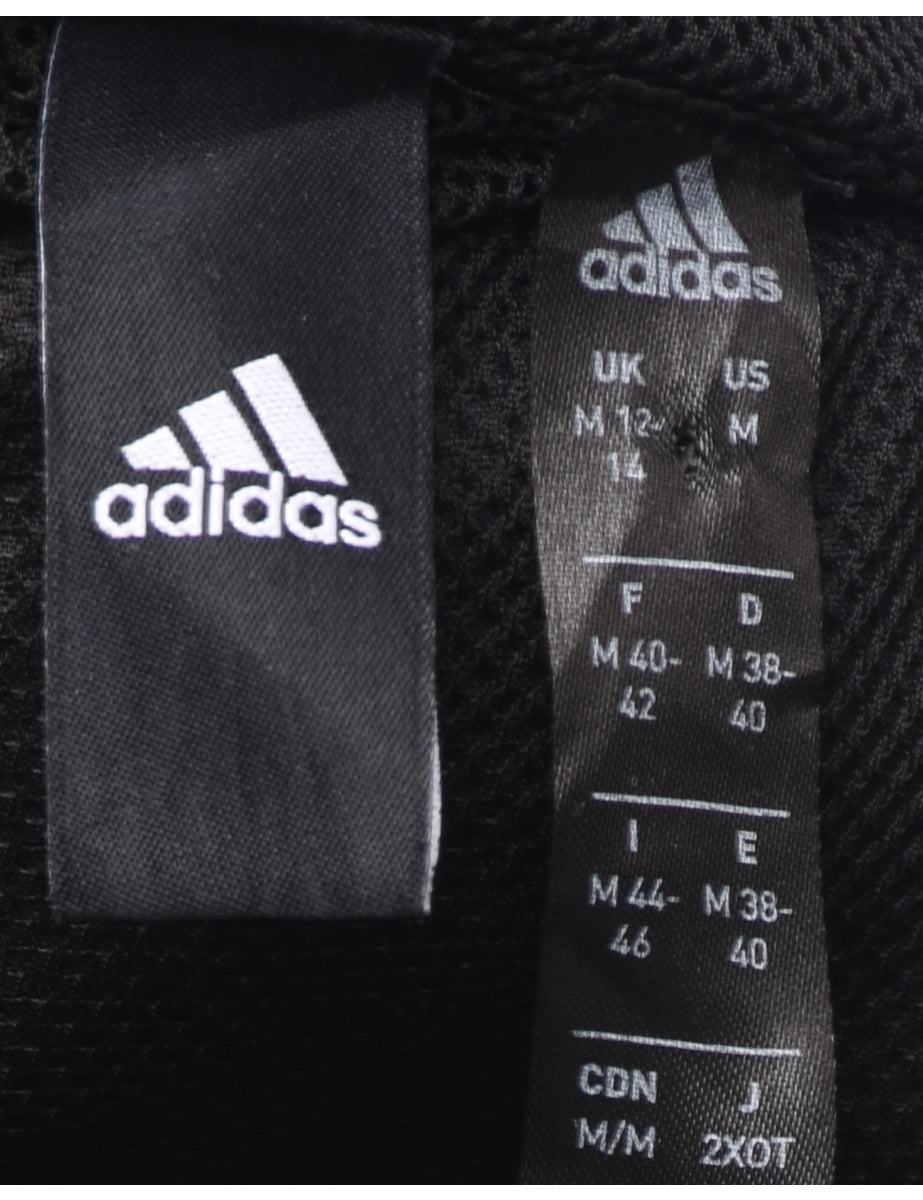 adidas
adidas
UK US
M 12- M
14
F D
M 40- M 38-
42 40
I E
M 44- M 38-
46 40
CDN J
M/M 2XOT